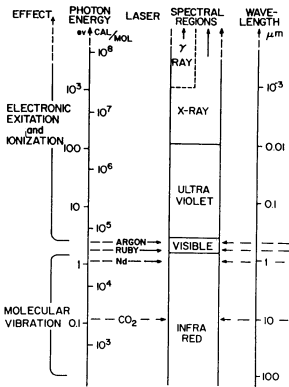 EFFECT PHOTON ENERGY LASER SPECTRAL REGIONS WAVE-LENGTH
ev CAL/MOL μm
10⁸
γ RAY
10³ 10⁻³
ELECTRONIC EXITATION and IONIZATION
10⁷ X-RAY
100 0.01
10⁶
ULTRA VIOLET
10 0.1
10⁵
ARGON
RUBY VISIBLE
1 Nd 1
10⁴
MOLECULAR VIBRATION
0.1 CO₂ 10
INFRA RED
10³
100